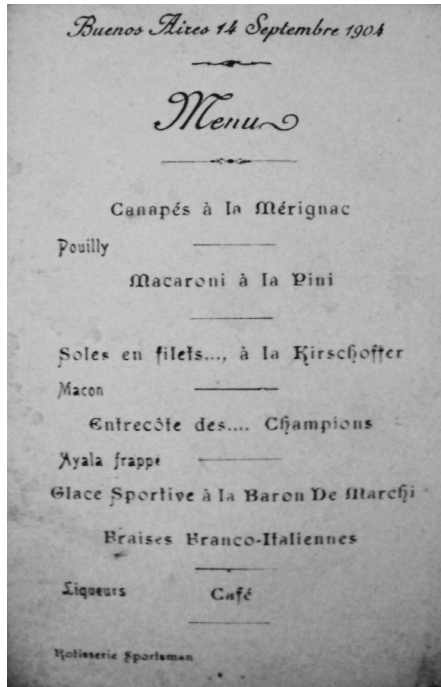 Buenos Aires 14 Septembre 1904
Menu
Canapés à la Mérignac
Pouilly
Macaroni à la Pini
Soles en filets..., à la Kirschoffer
Macon
Entrecôte des.... Champions
Ayala frappé
Glace Sportive à la Baron De Marchi
Fraises Franco-Italiennes
Liqueurs
Café
Rotisserie Sportsman